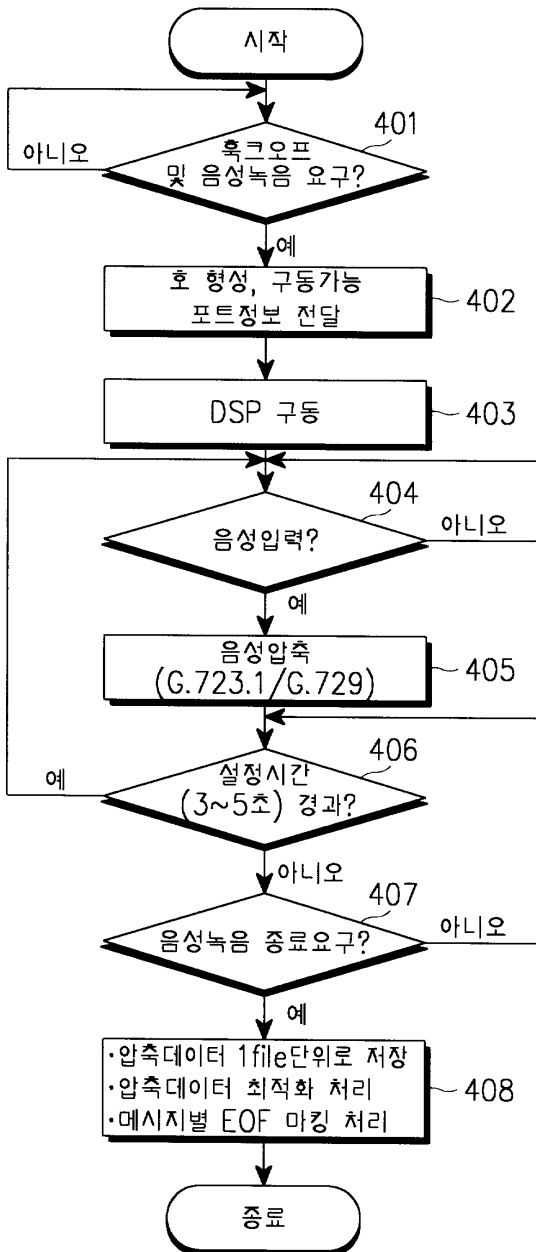 시작
401
훅크오프
아니오
및 음성녹음 요구?
예
호 형성, 구동가능
포트정보 전달
402
DSP 구동
403
404
음성입력?
아니오
예
음성압축
(G.723.1/G.729)
405
406
설정시간
예
(3~5초) 경과?
아니오
407
음성녹음 종료요구?
아니오
예
·압축데이터 1file단위로 저장
·압축데이터 최적화 처리
·메시지별 EOF 마킹 처리
408
종료